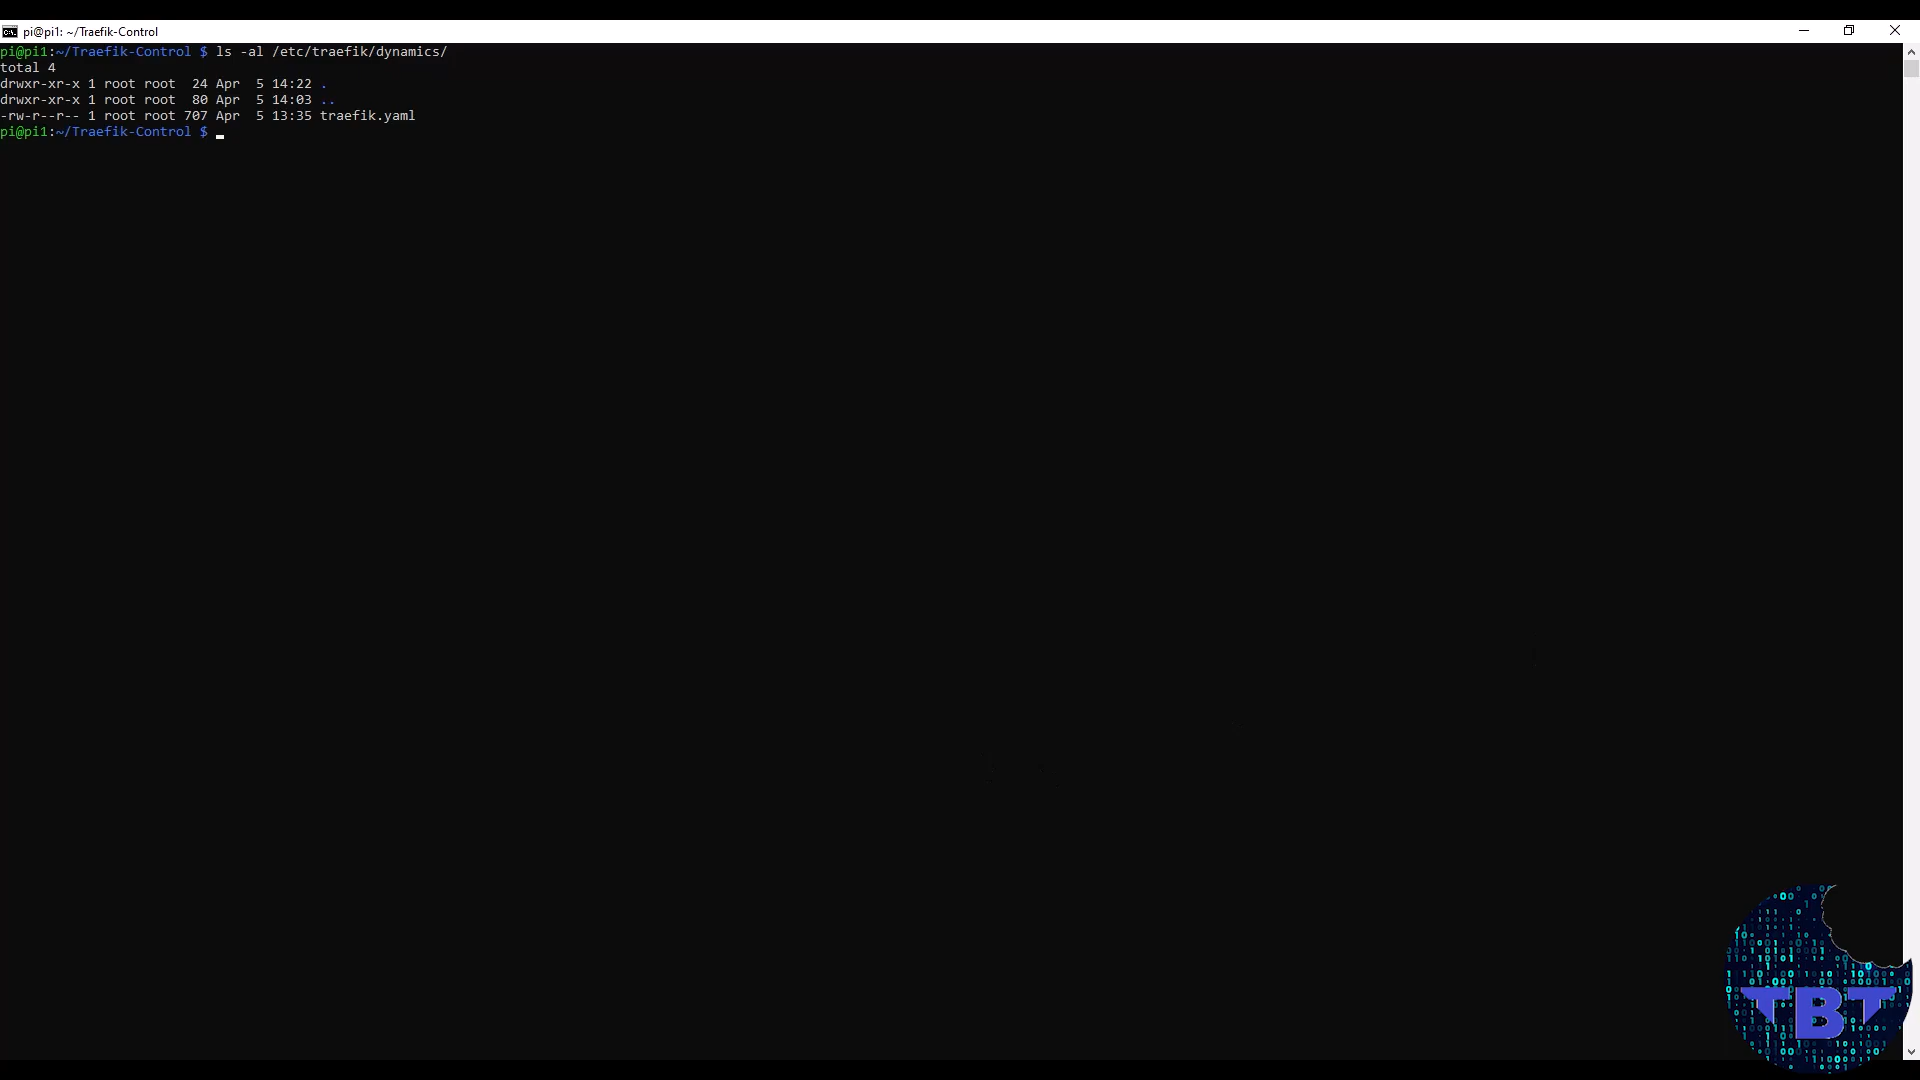 pi@pi1: ~/Traefik-Control
pi@pi1:~/Traefik-Control $ ls -al /etc/traefik/dynamics/
total 4
drwxr-xr-x 1 root root  24 Apr  5 14:22 .
drwxr-xr-x 1 root root  80 Apr  5 14:03 ..
-rw-r--r-- 1 root root 707 Apr  5 13:35 traefik.yaml
pi@pi1:~/Traefik-Control $
TBT